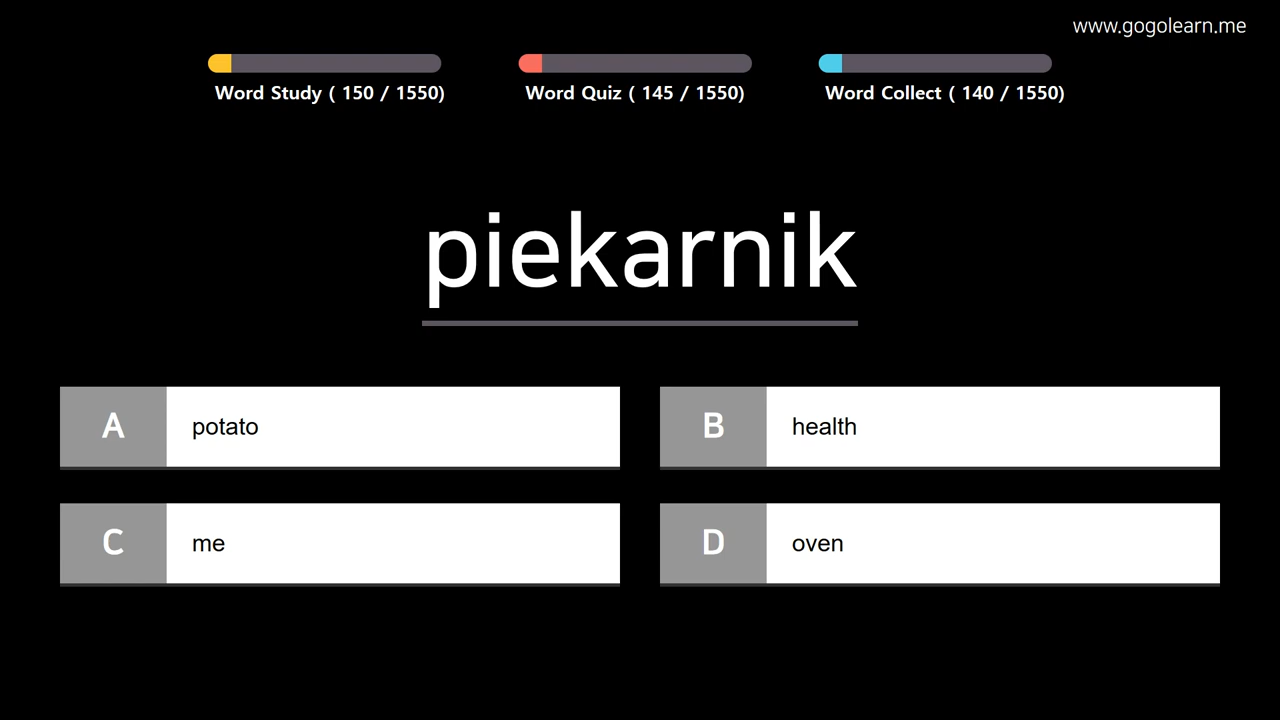 www.gogolearn.me
Word Study ( 150 / 1550)
Word Quiz ( 145 / 1550)
Word Collect ( 140 / 1550)
piekarnik
A potato
B health
C me
D oven